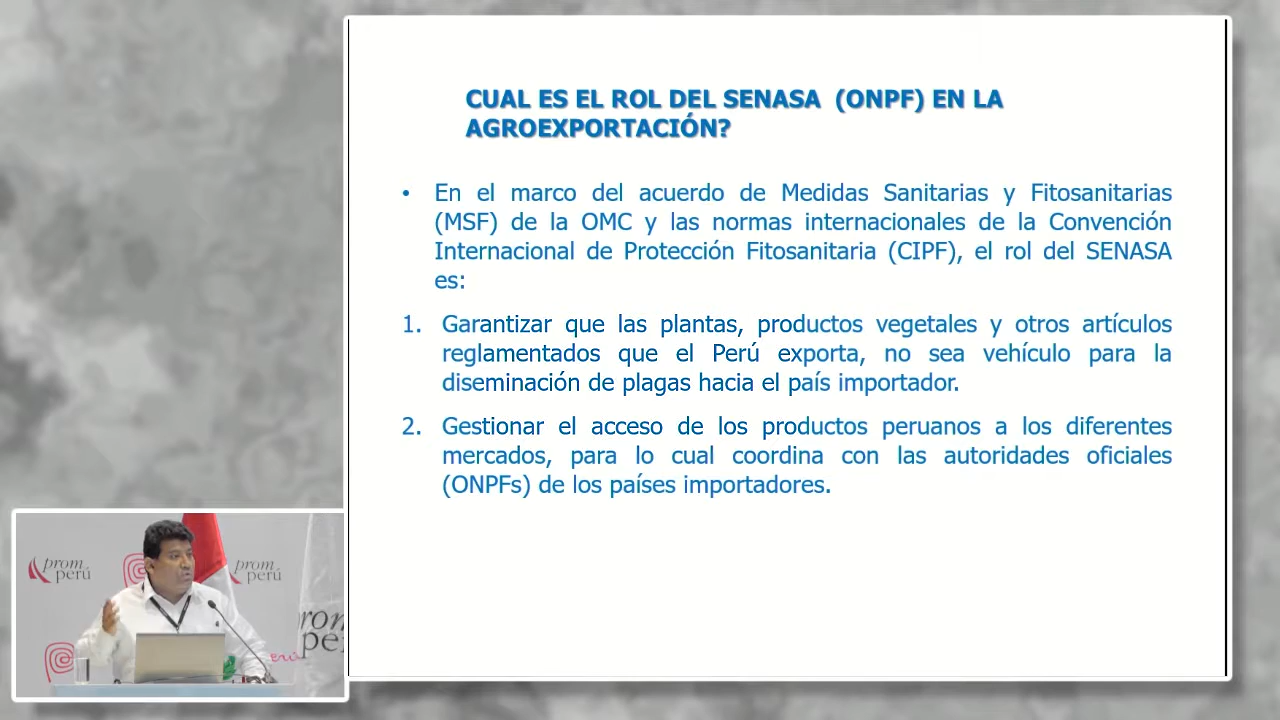 CUAL ES EL ROL DEL SENASA (ONPF) EN LA
AGROEXPORTACIÓN?
• En el marco del acuerdo de Medidas Sanitarias y Fitosanitarias
(MSF) de la OMC y las normas internacionales de la Convención
Internacional de Protección Fitosanitaria (CIPF), el rol del SENASA
es:
1. Garantizar que las plantas, productos vegetales y otros artículos
reglamentados que el Perú exporta, no sea vehículo para la
diseminación de plagas hacia el país importador.
2. Gestionar el acceso de los productos peruanos a los diferentes
mercados, para lo cual coordina con las autoridades oficiales
(ONPFs) de los países importadores.
prom
perú
prom
perú